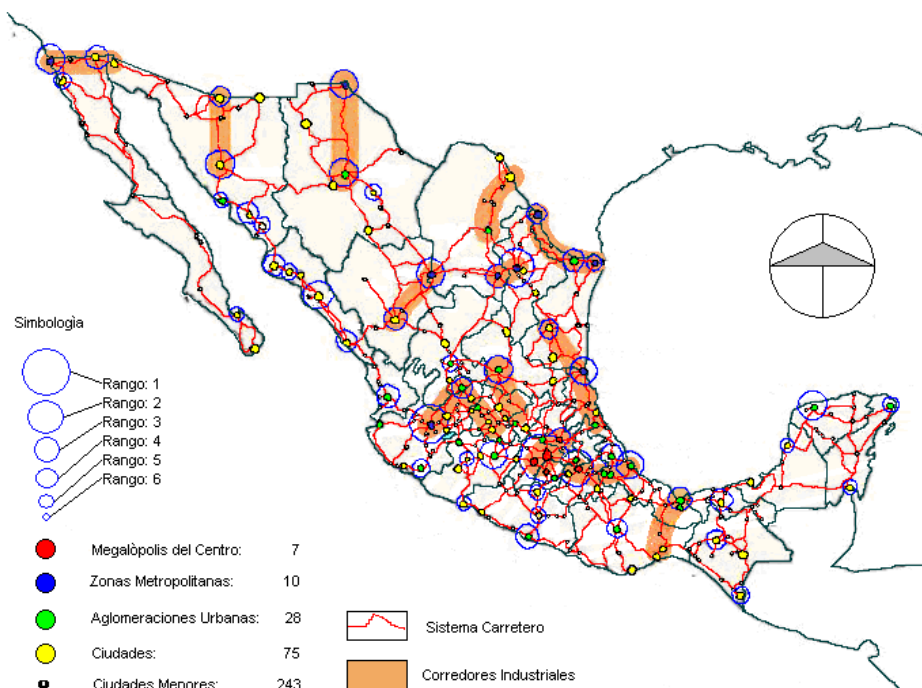 Simbologìa
Rango: 1
Rango: 2
Rango: 3
Rango: 4
Rango: 5
Rango: 6
Megalòpolis del Centro: 7
Zonas Metropolitanas: 10
Aglomeraciones Urbanas: 28
Ciudades: 75
Ciudades Menores: 243
Sistema Carretero
Corredores Industriales